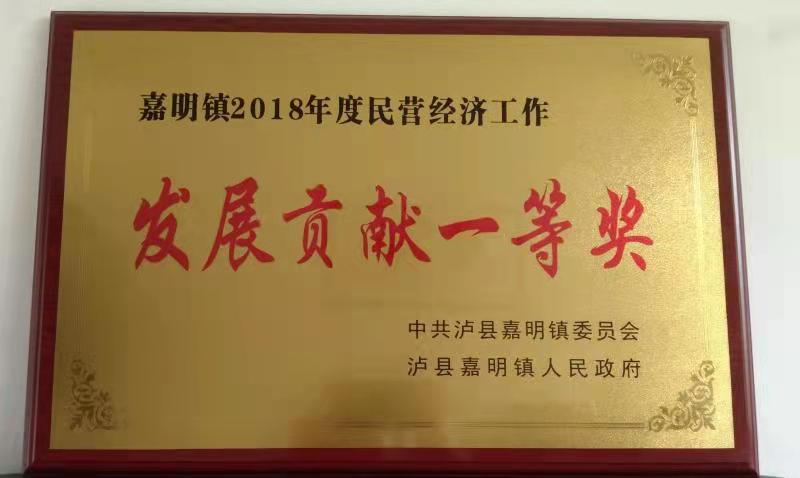 嘉明镇2018年度民营经济工作
发展贡献一等奖
中共泸县嘉明镇委员会
泸县嘉明镇人民政府